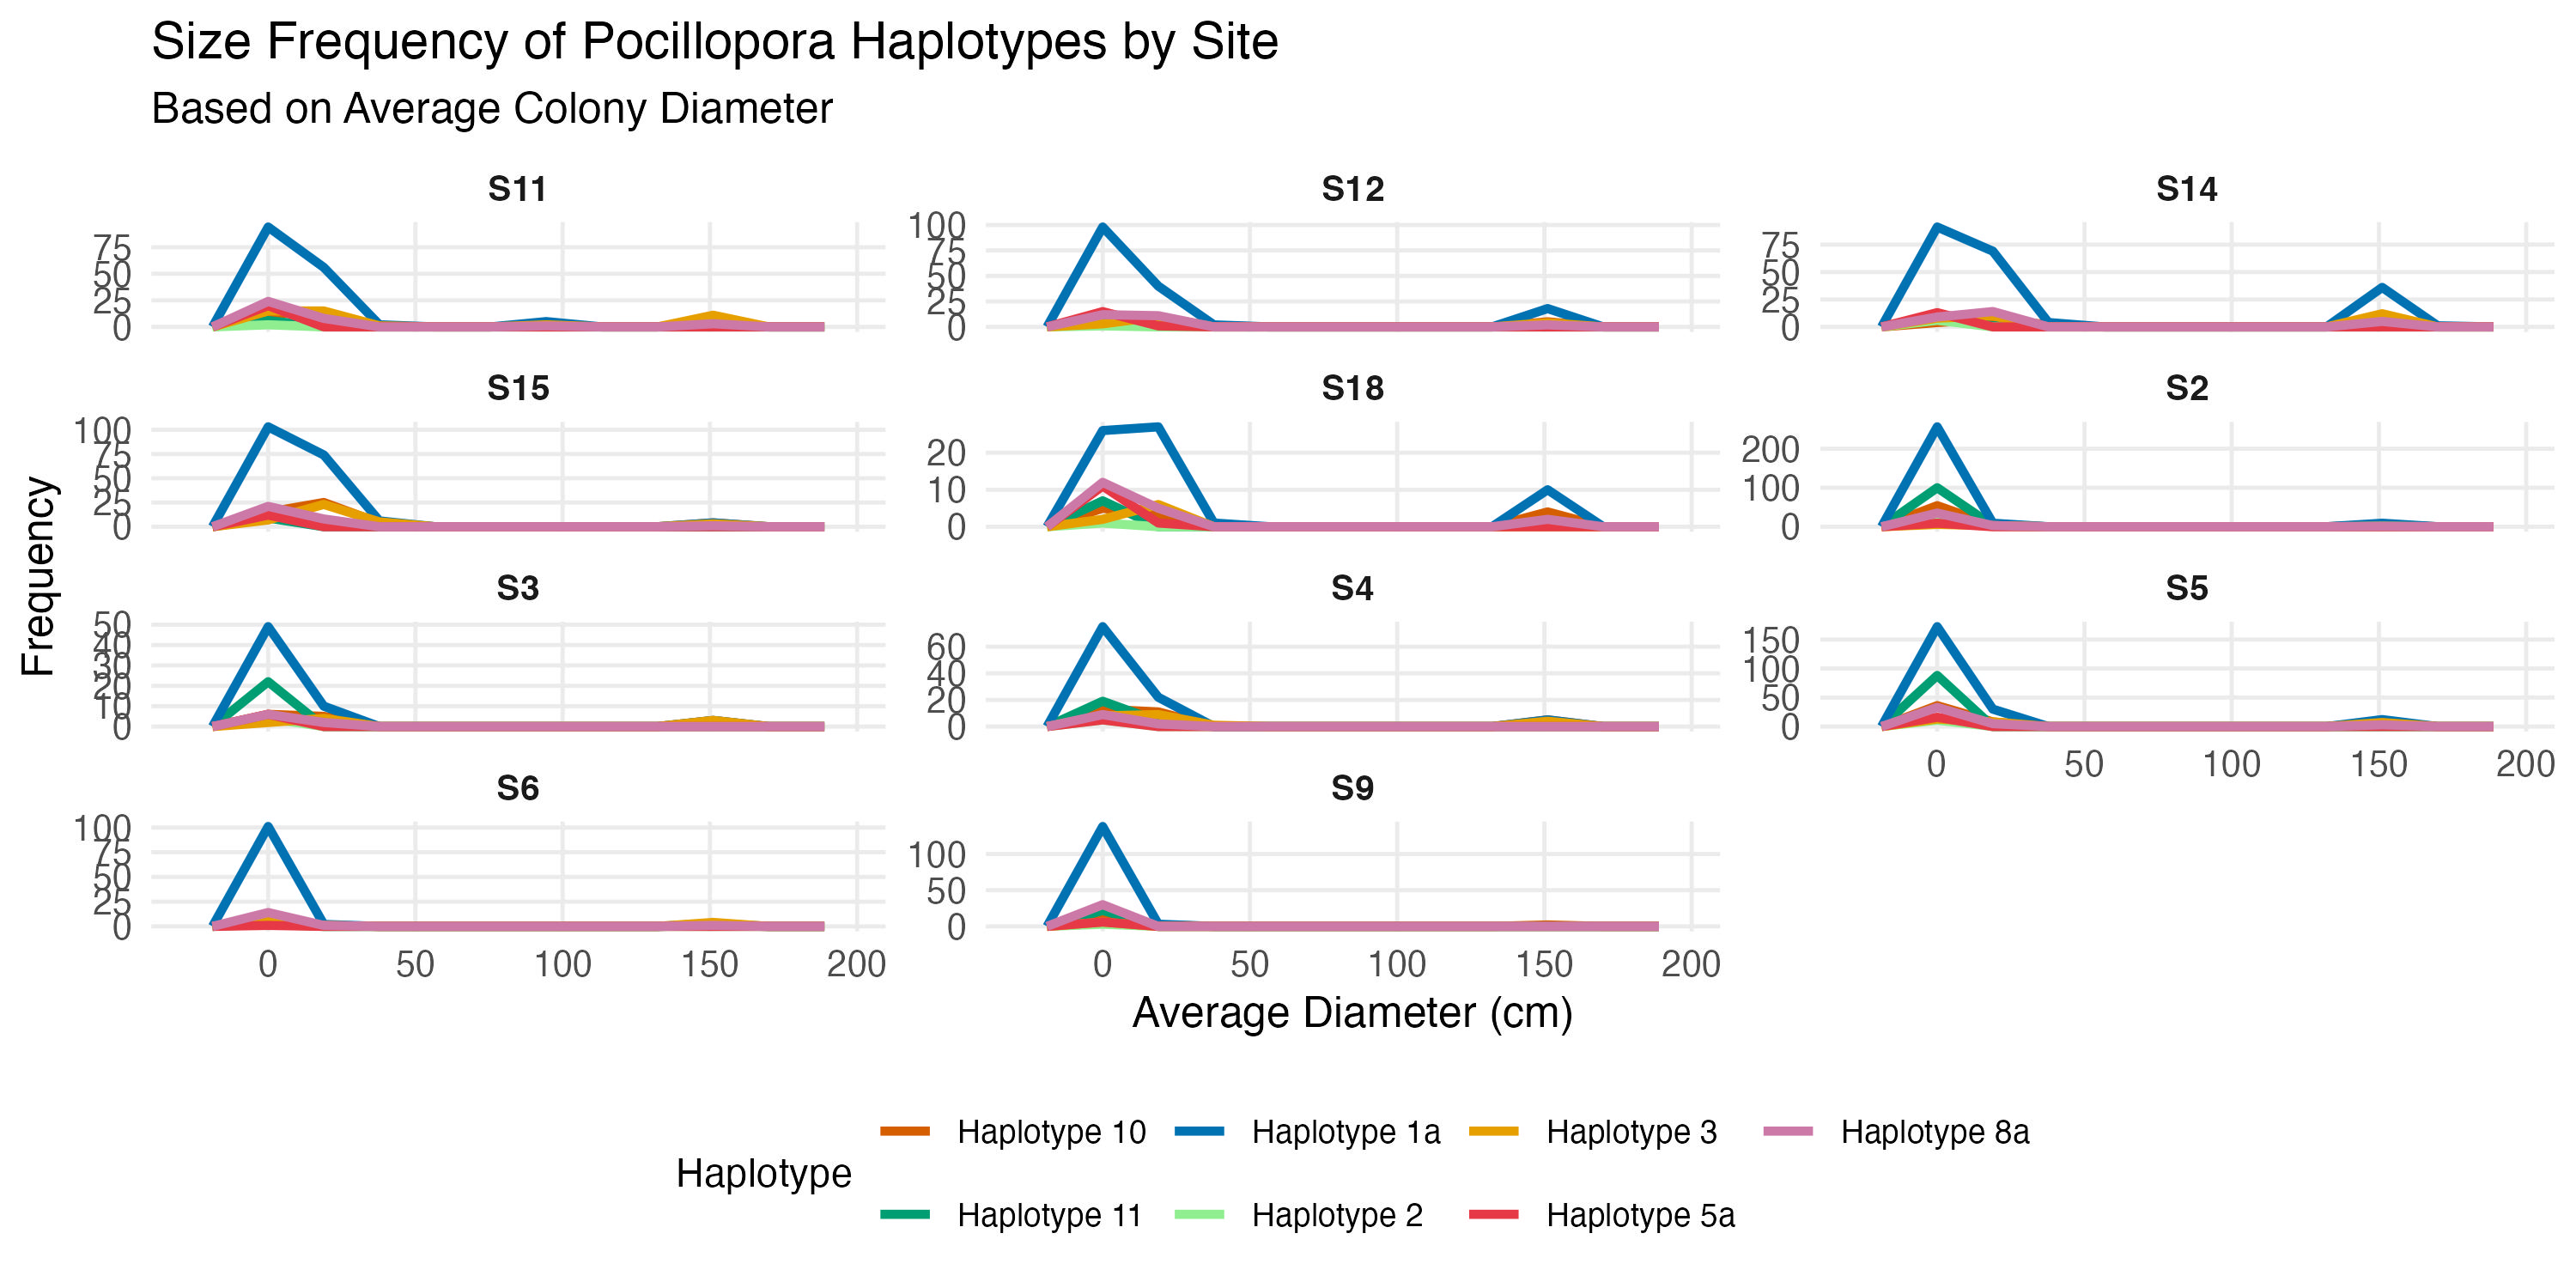 Size Frequency of Pocillopora Haplotypes by Site
Based on Average Colony Diameter
S11 S12 S14
75 50 25 0
100 75 50 25 0
75 50 25 0
S15 S18 S2
100 75 50 25 0
20 10 0
200 100 0
S3 S4 S5
50 40 30 20 10 0
60 40 20 0
150 100 50 0
0 50 100 150 200
S6 S9
100 75 50 25 0
100 50 0
0 50 100 150 200
0 50 100 150 200
Frequency
Average Diameter (cm)
Haplotype
Haplotype 10 Haplotype 1a Haplotype 3 Haplotype 8a
Haplotype 11 Haplotype 2 Haplotype 5a